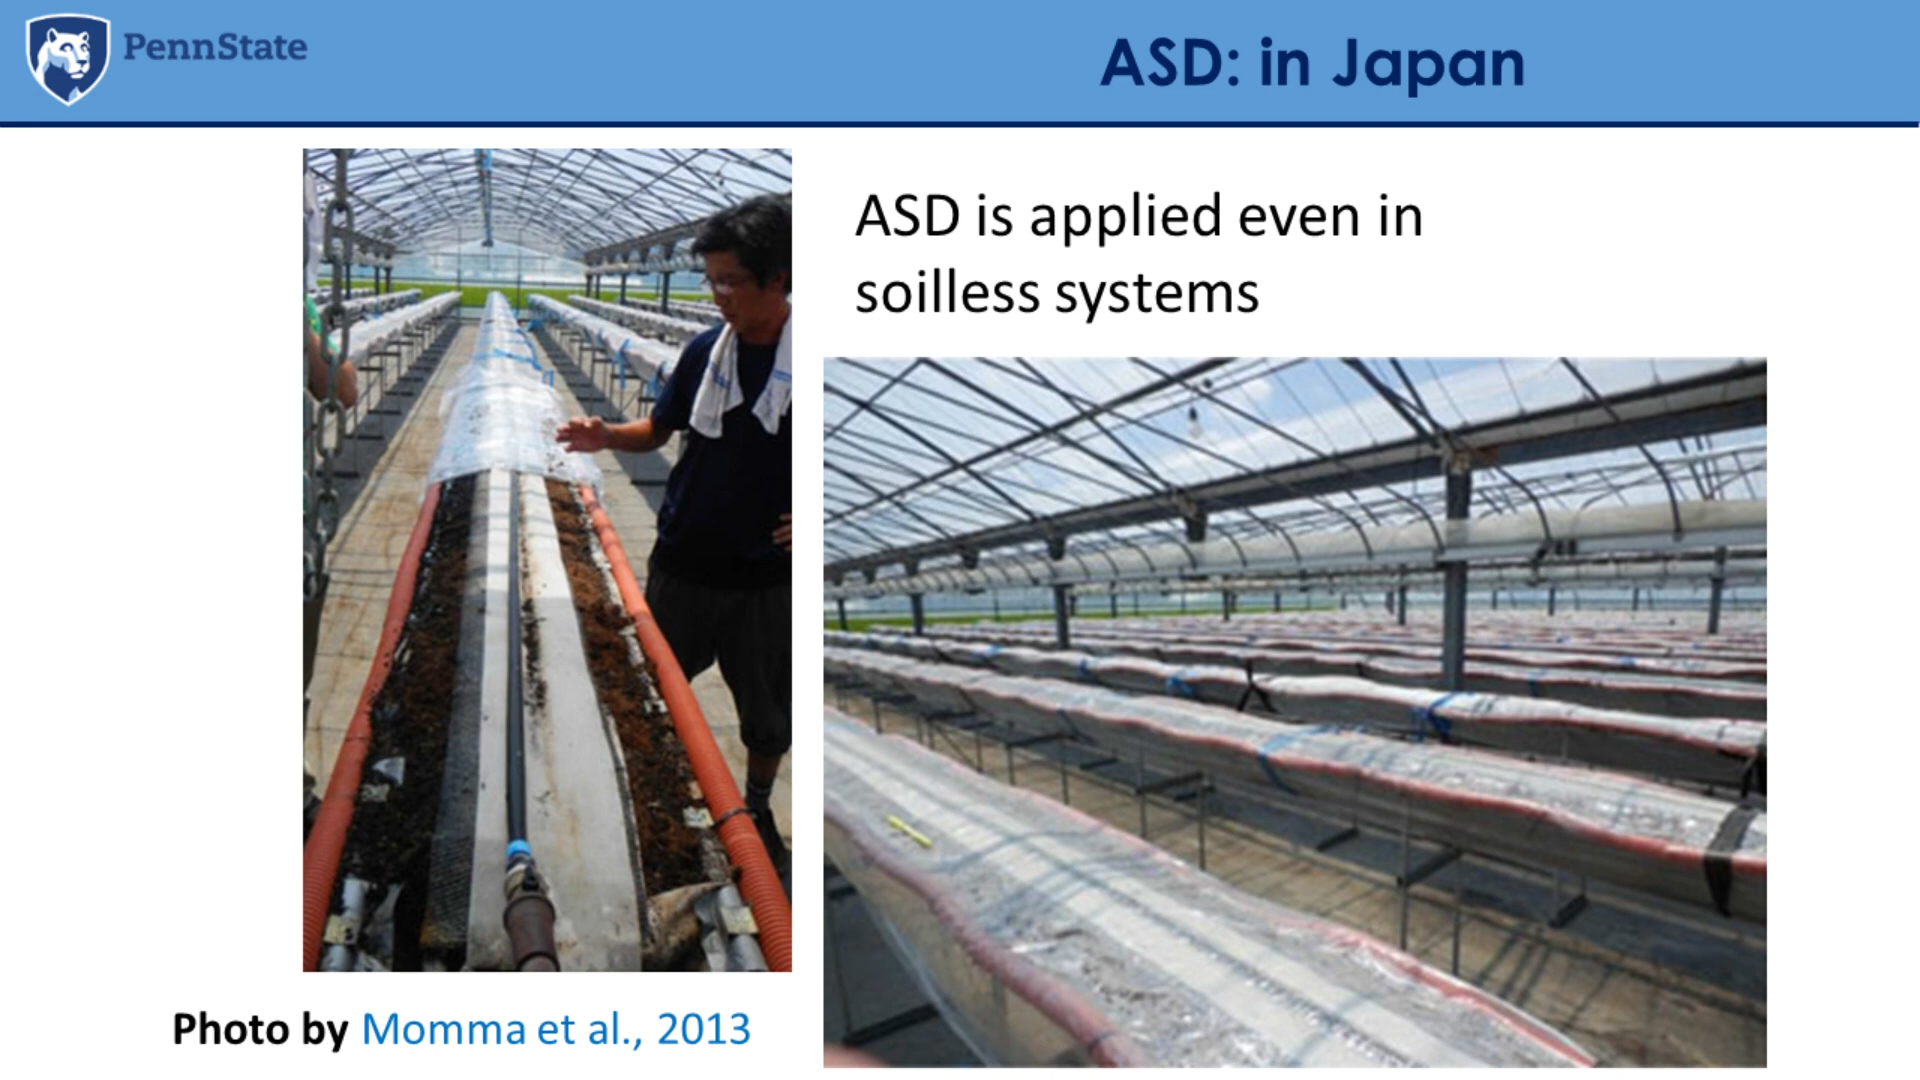 PennState
ASD: in Japan
ASD is applied even in
soilless systems
Photo by Momma et al., 2013